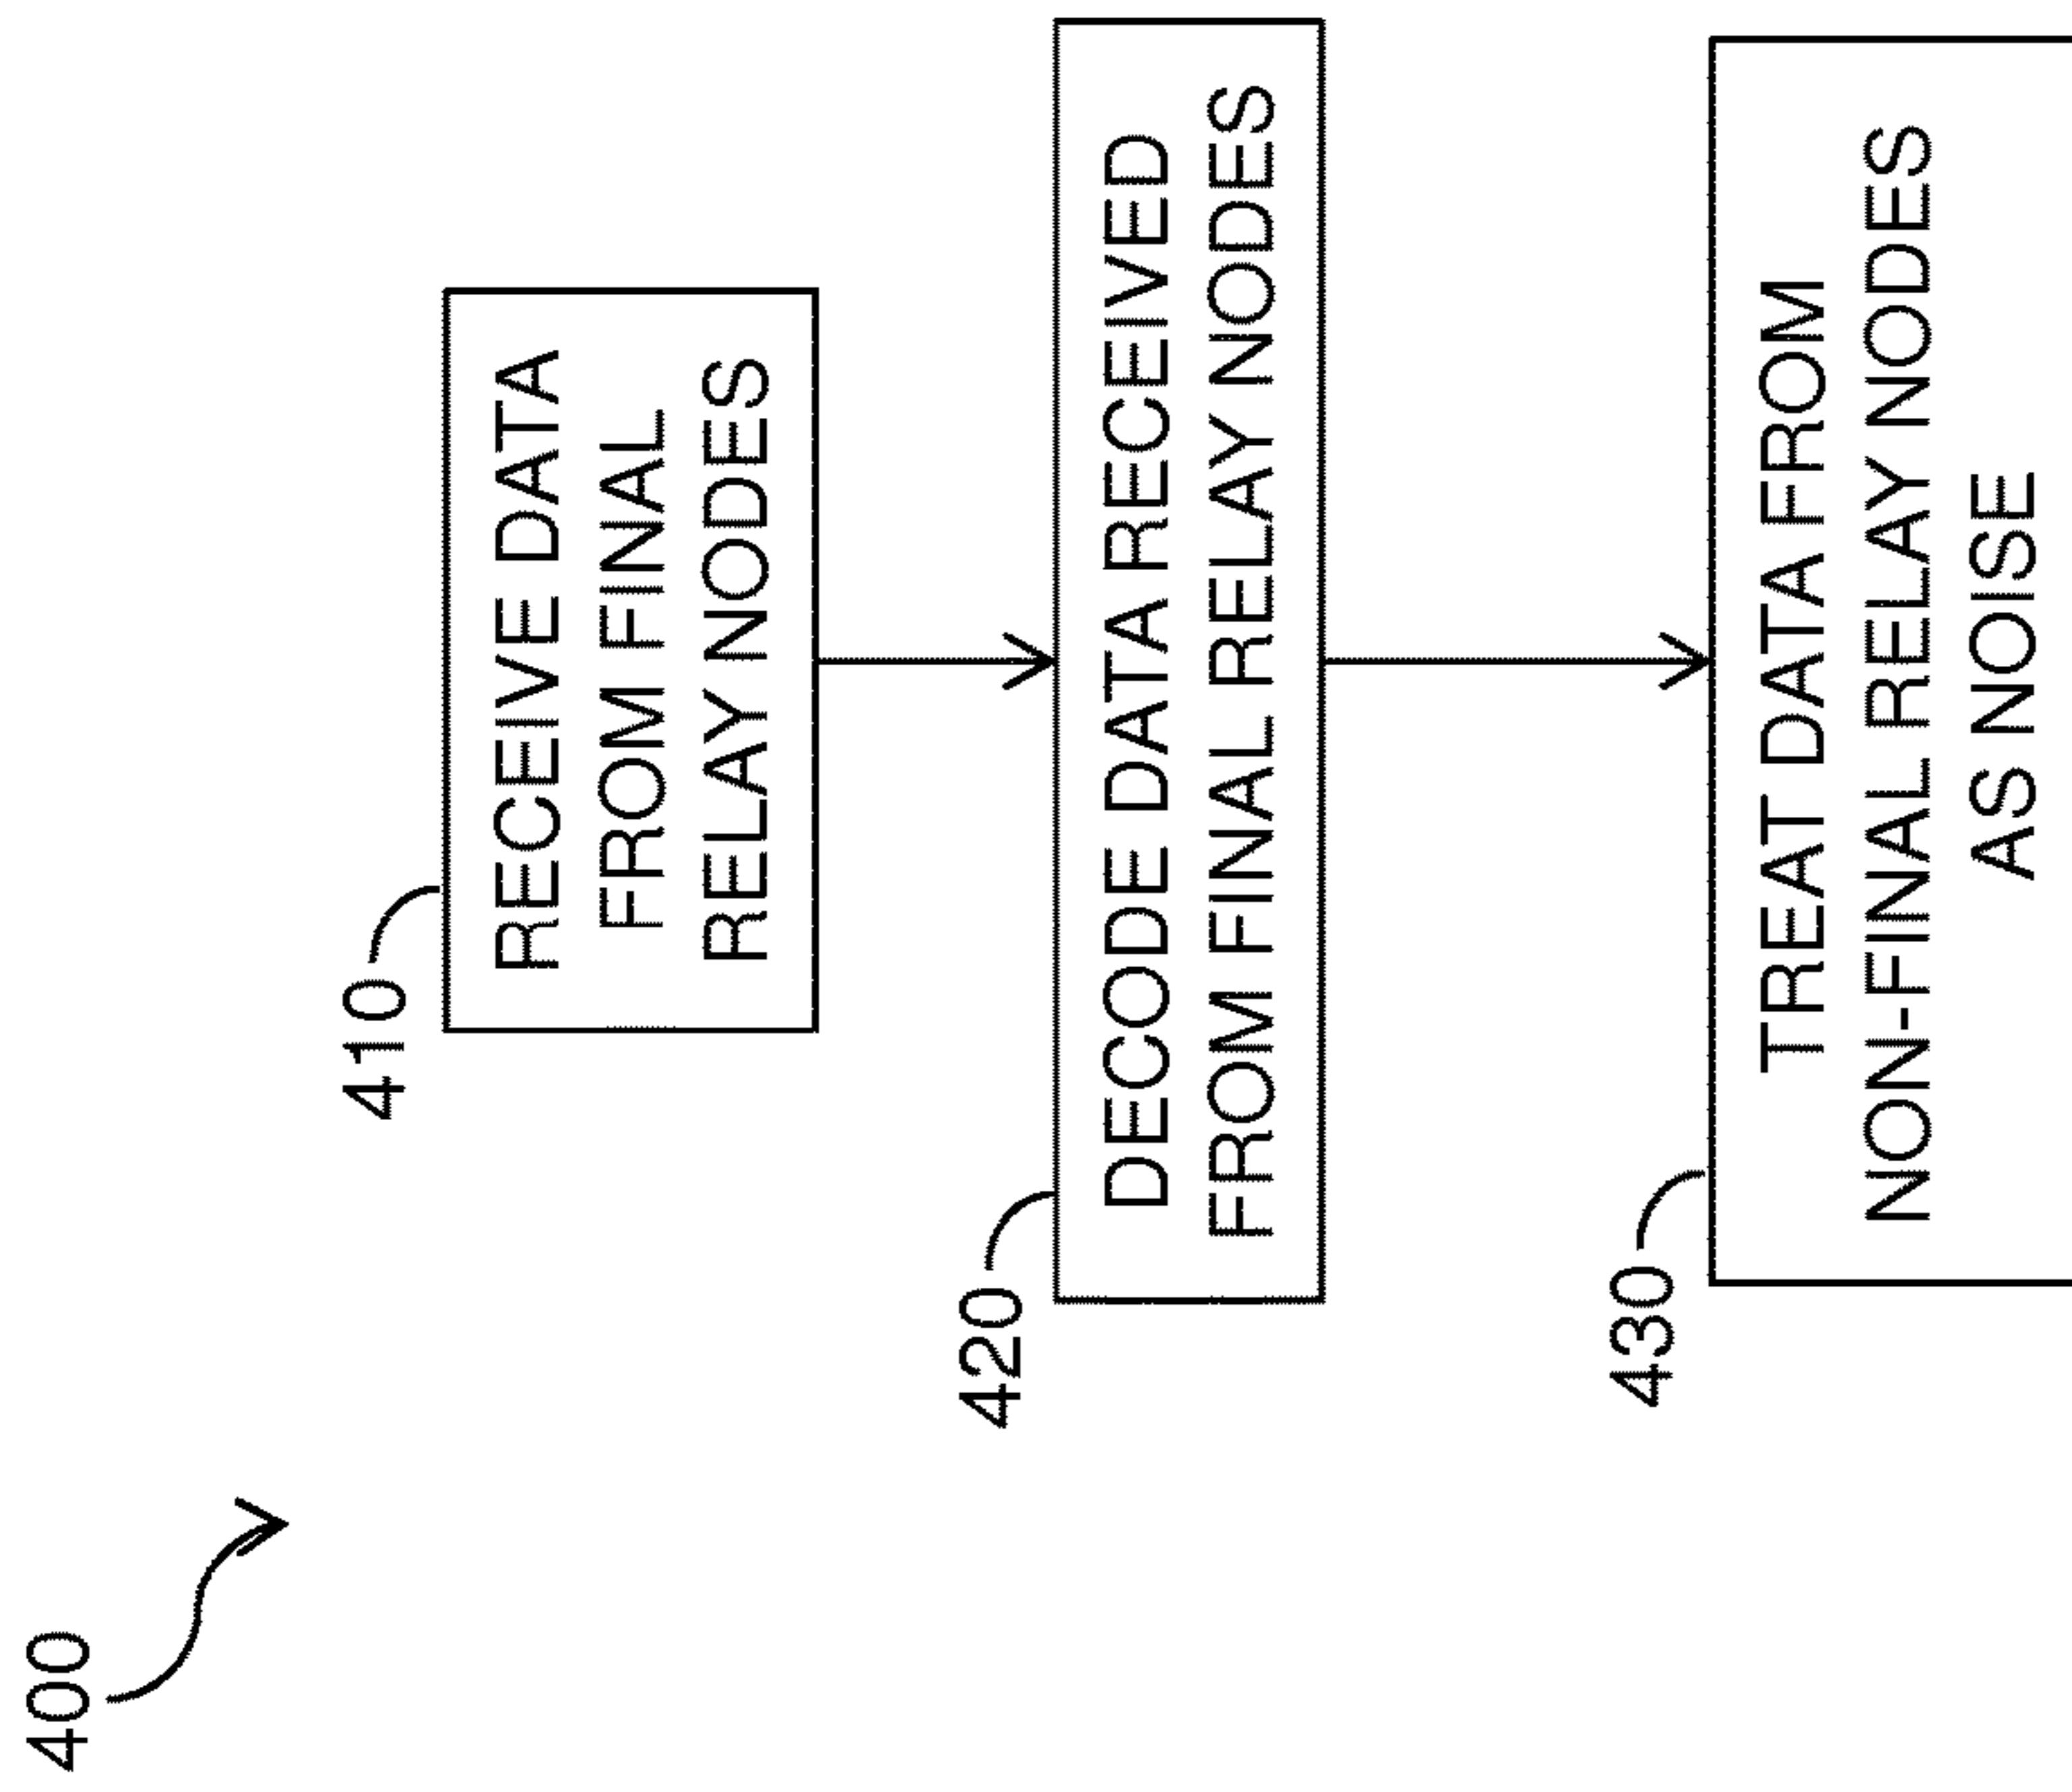 400
410
RECEIVE DATA
FROM FINAL
RELAY NODES
420
DECODE DATA RECEIVED
FROM FINAL RELAY NODES
430
TREAT DATA FROM
NON-FINAL RELAY NODES
AS NOISE